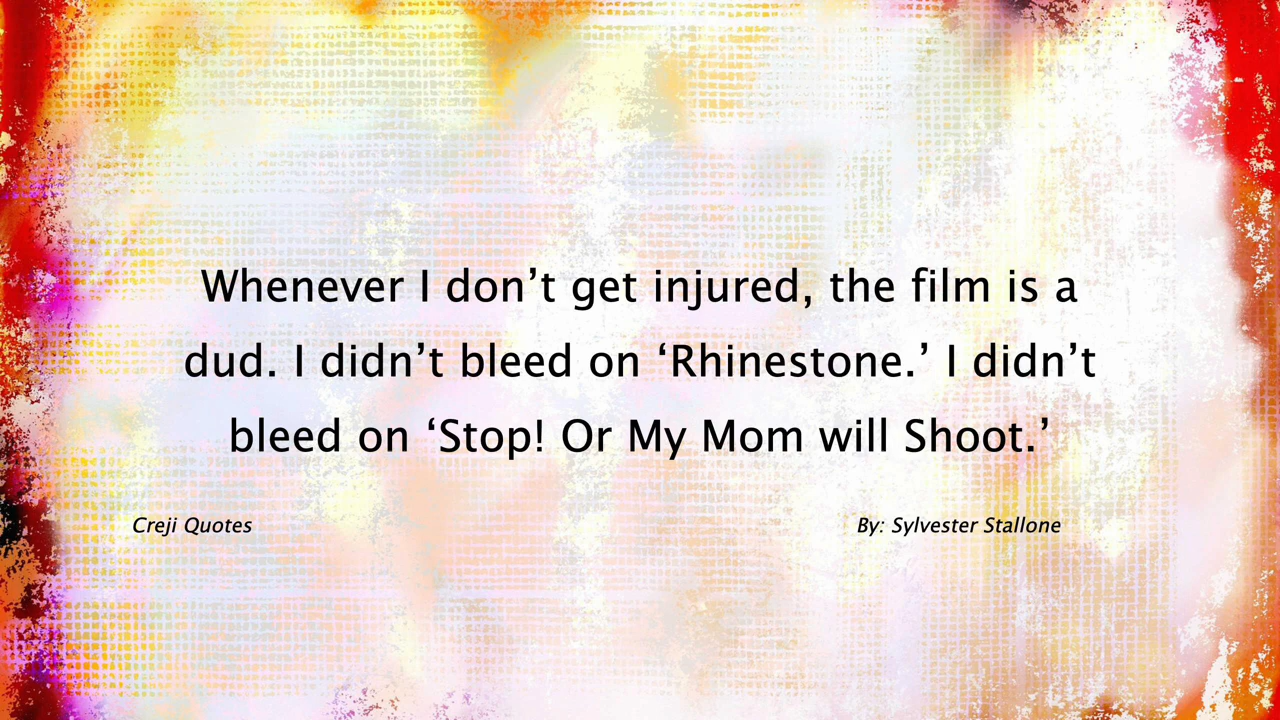 Whenever I don’t get injured, the film is a
dud. I didn’t bleed on ‘Rhinestone.’ I didn’t
bleed on ‘Stop! Or My Mom will Shoot.’
Creji Quotes
By: Sylvester Stallone